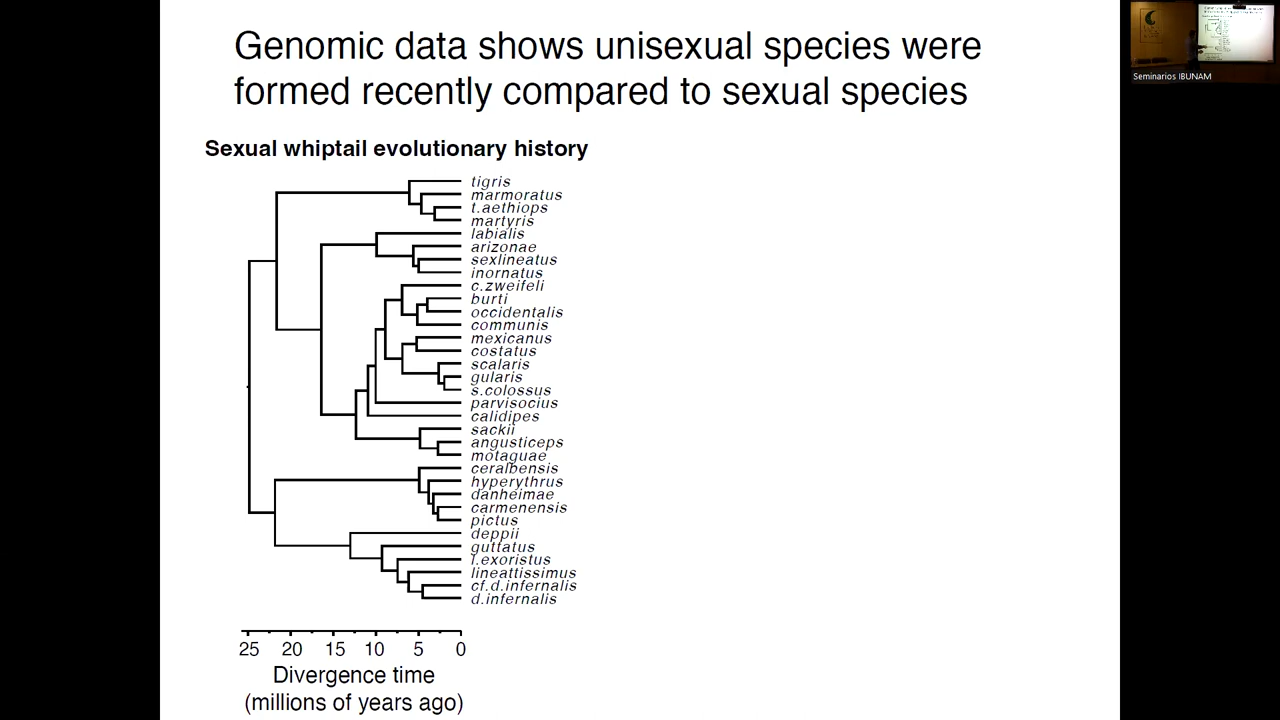 Genomic data shows unisexual species were
formed recently compared to sexual species
Sexual whiptail evolutionary history
tigris
marmoratus
t.aethiops
martyris
labialis
arizonae
sexlineatus
inornatus
c.zweifeli
burti
occidentalis
communis
mexicanus
costatus
scalaris
gularis
s.colossus
parvisocius
calidipes
sackii
angusticeps
motaguae
ceralbensis
hyperythrus
danheimae
carmenensis
pictus
deppii
guttatus
l.exoristus
lineattissimus
cf.d.infernalis
d.infernalis
25 20 15 10 5 0
Divergence time
(millions of years ago)
Seminarios IBUNAM